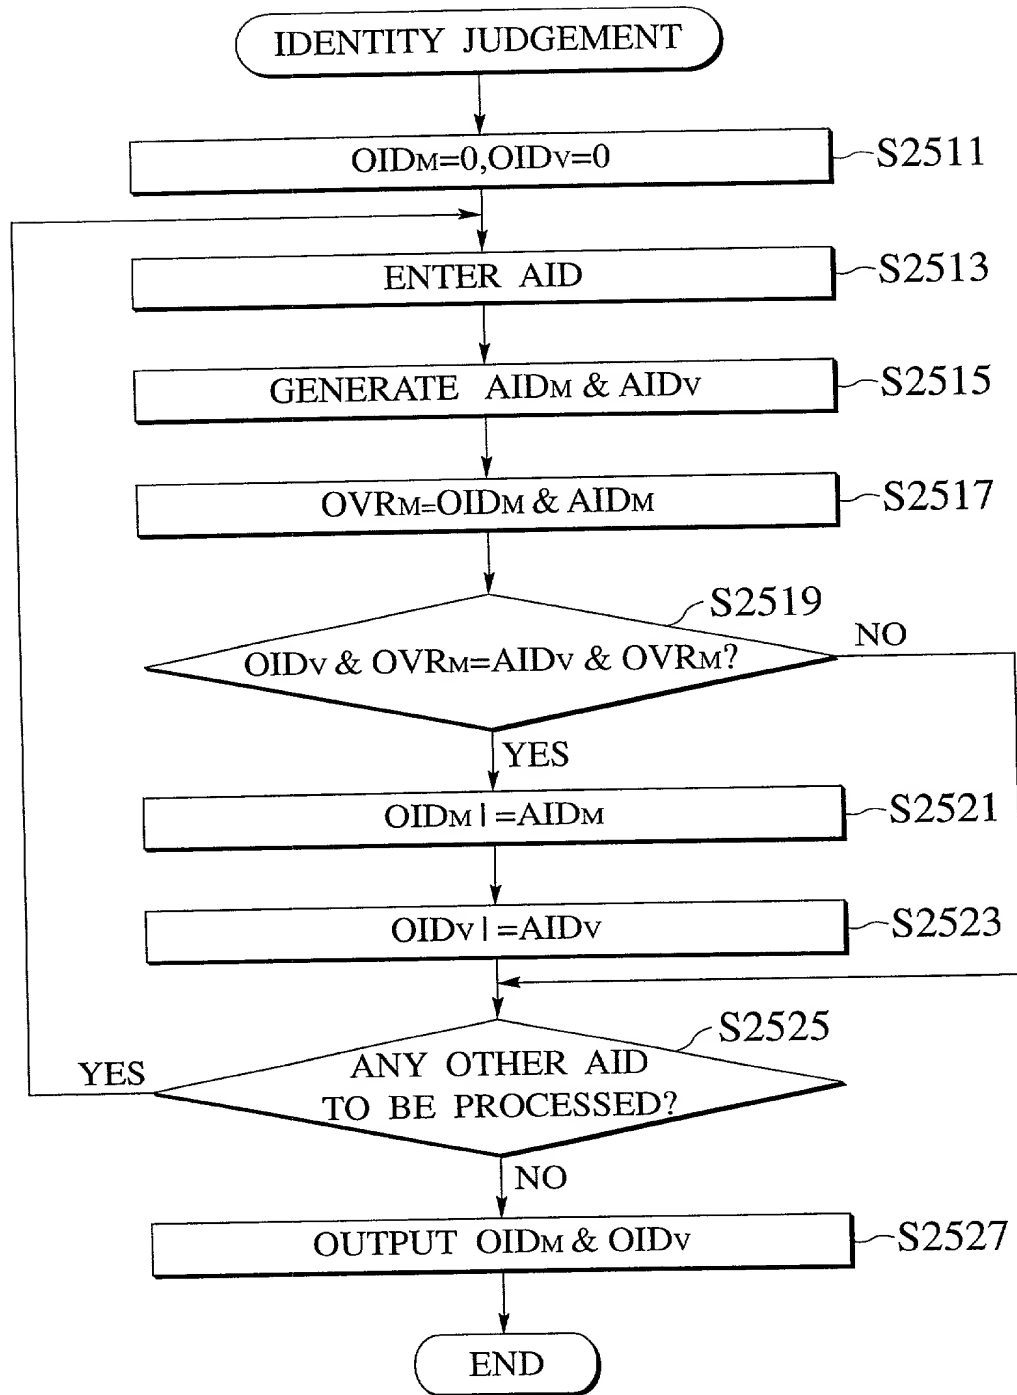 IDENTITY JUDGEMENT
OIDM=0,OIDV=0
S2511
ENTER AID
S2513
GENERATE AIDM & AIDV
S2515
OVRM=OIDM & AIDM
S2517
S2519
OIDV & OVRM=AIDV & OVRM?
NO
YES
OIDM|=AIDM
S2521
OIDV|=AIDV
S2523
S2525
YES
ANY OTHER AID
TO BE PROCESSED?
NO
OUTPUT OIDM & OIDV
S2527
END